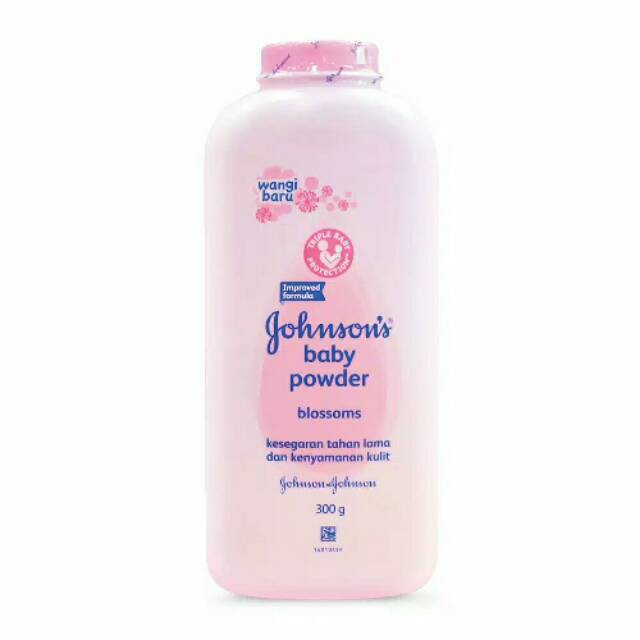 wangi
baru
TRIPLE BABY
PROTECTION
Improved
formula
Johnson's®
baby
powder
blossoms
kesegaran tahan lama
dan kenyamanan kulit
Johnson & Johnson
300 g